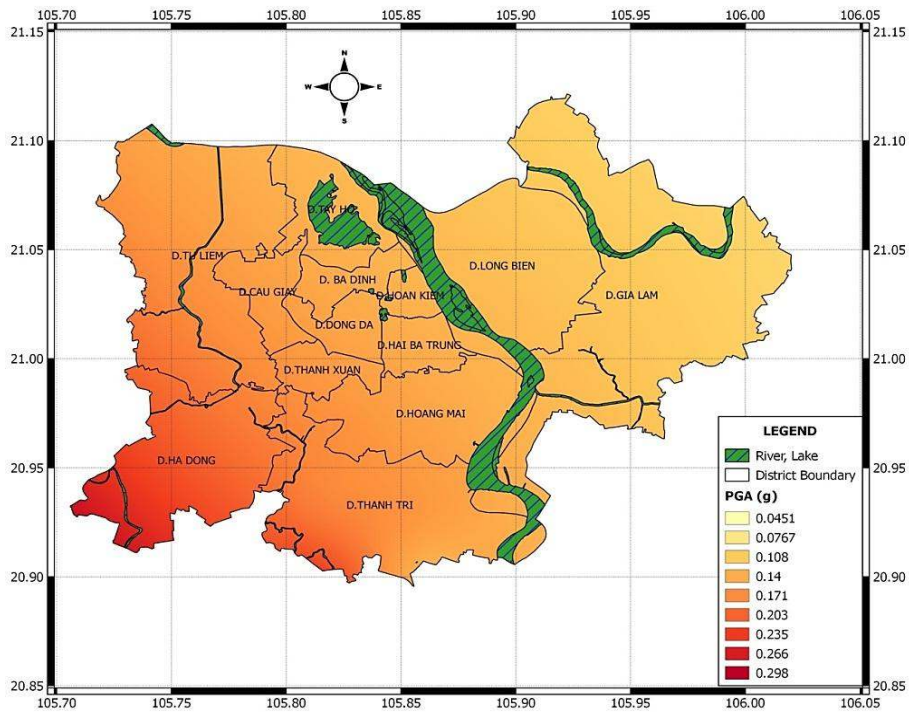 105.70 105.75 105.80 105.85 105.90 105.95 106.00 106.05
21.15 21.15
N
W E
S
21.10 21.10
D.TAY HO
21.05 21.05
D.TU LIEM
D.LONG BIEN
D. BA DINH
D.CAU GIAY
D.HOAN KIEM
D.GIA LAM
D.DONG DA
D.HAI BA TRUNG
21.00 21.00
D.THANH XUAN
D.HOANG MAI
LEGEND
River, Lake
District Boundary
PGA (g)
0.0451
0.0767
0.108
0.14
0.171
0.203
0.235
0.266
0.298
20.95 20.95
D.HA DONG
D.THANH TRI
20.90 20.90
20.85 20.85
105.70 105.75 105.80 105.85 105.90 105.95 106.00 106.05